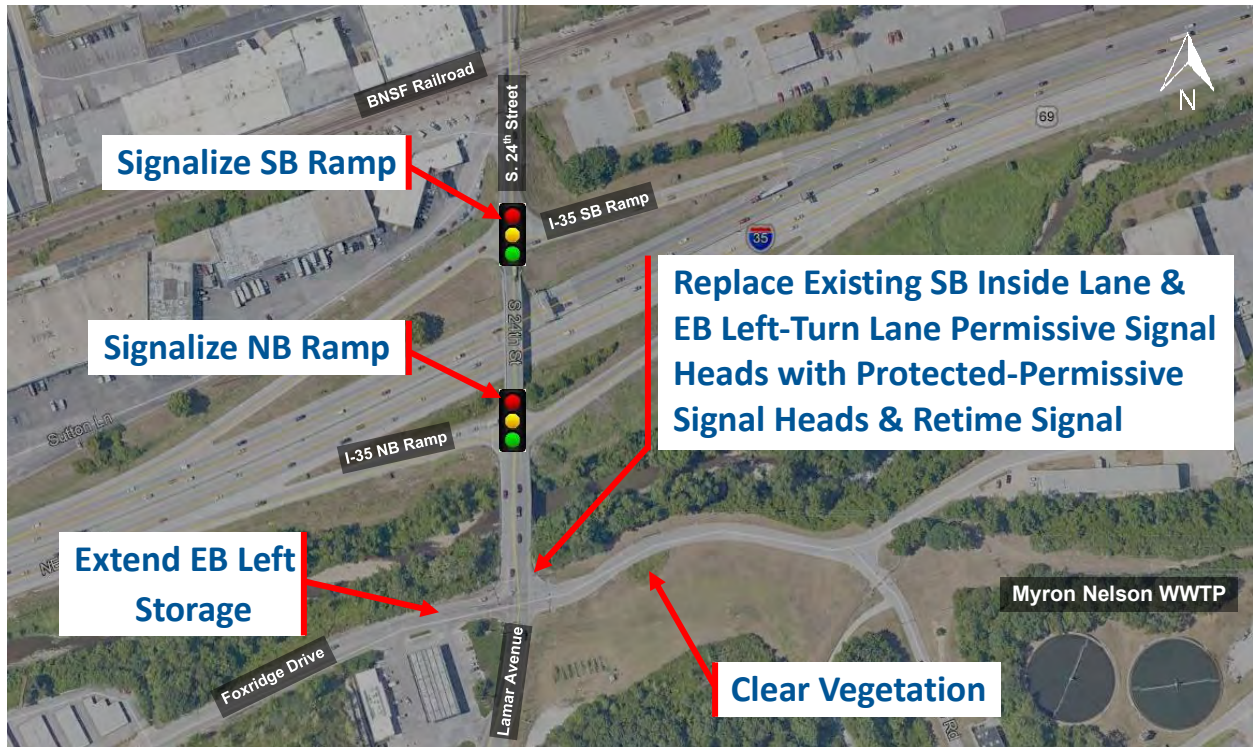 BNSF Railroad
S. 24th Street
N
69
Signalize SB Ramp
I-35 SB Ramp
35
Replace Existing SB Inside Lane &
EB Left-Turn Lane Permissive Signal
Heads with Protected-Permissive
Signal Heads & Retime Signal
S 24th St
Signalize NB Ramp
Sutton Ln
I-35 NB Ramp
Extend EB Left
Storage
Myron Nelson WWTP
Foxridge Drive
Lamar Avenue
Clear Vegetation
Rd